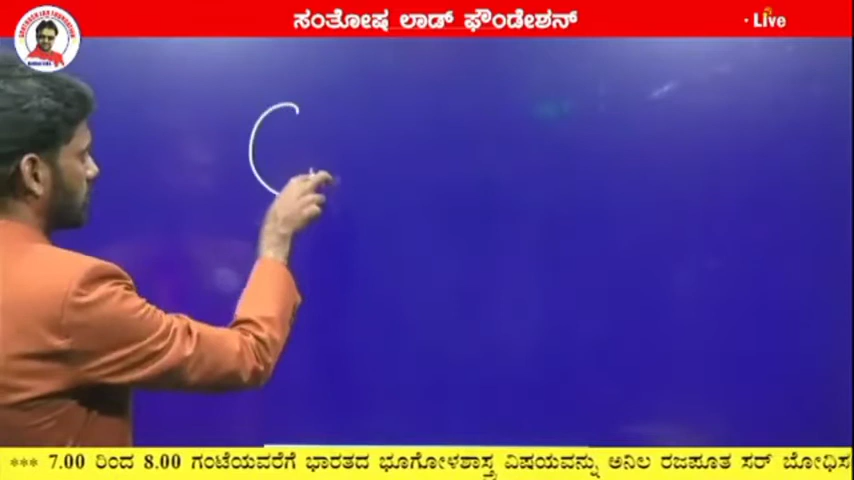 ಸಂತೋಷ ಲಾಡ್ ಫೌಂಡೇಶನ್
· Live
*** 7.00 ರಿಂದ 8.00 ಗಂಟೆಯವರೆಗೆ ಭಾರತದ ಭೂಗೋಳಶಾಸ್ತ್ರ ವಿಷಯವನ್ನು ಅನಿಲ ರಜಪೂತ ಸರ್ ಬೋಧಿಸ